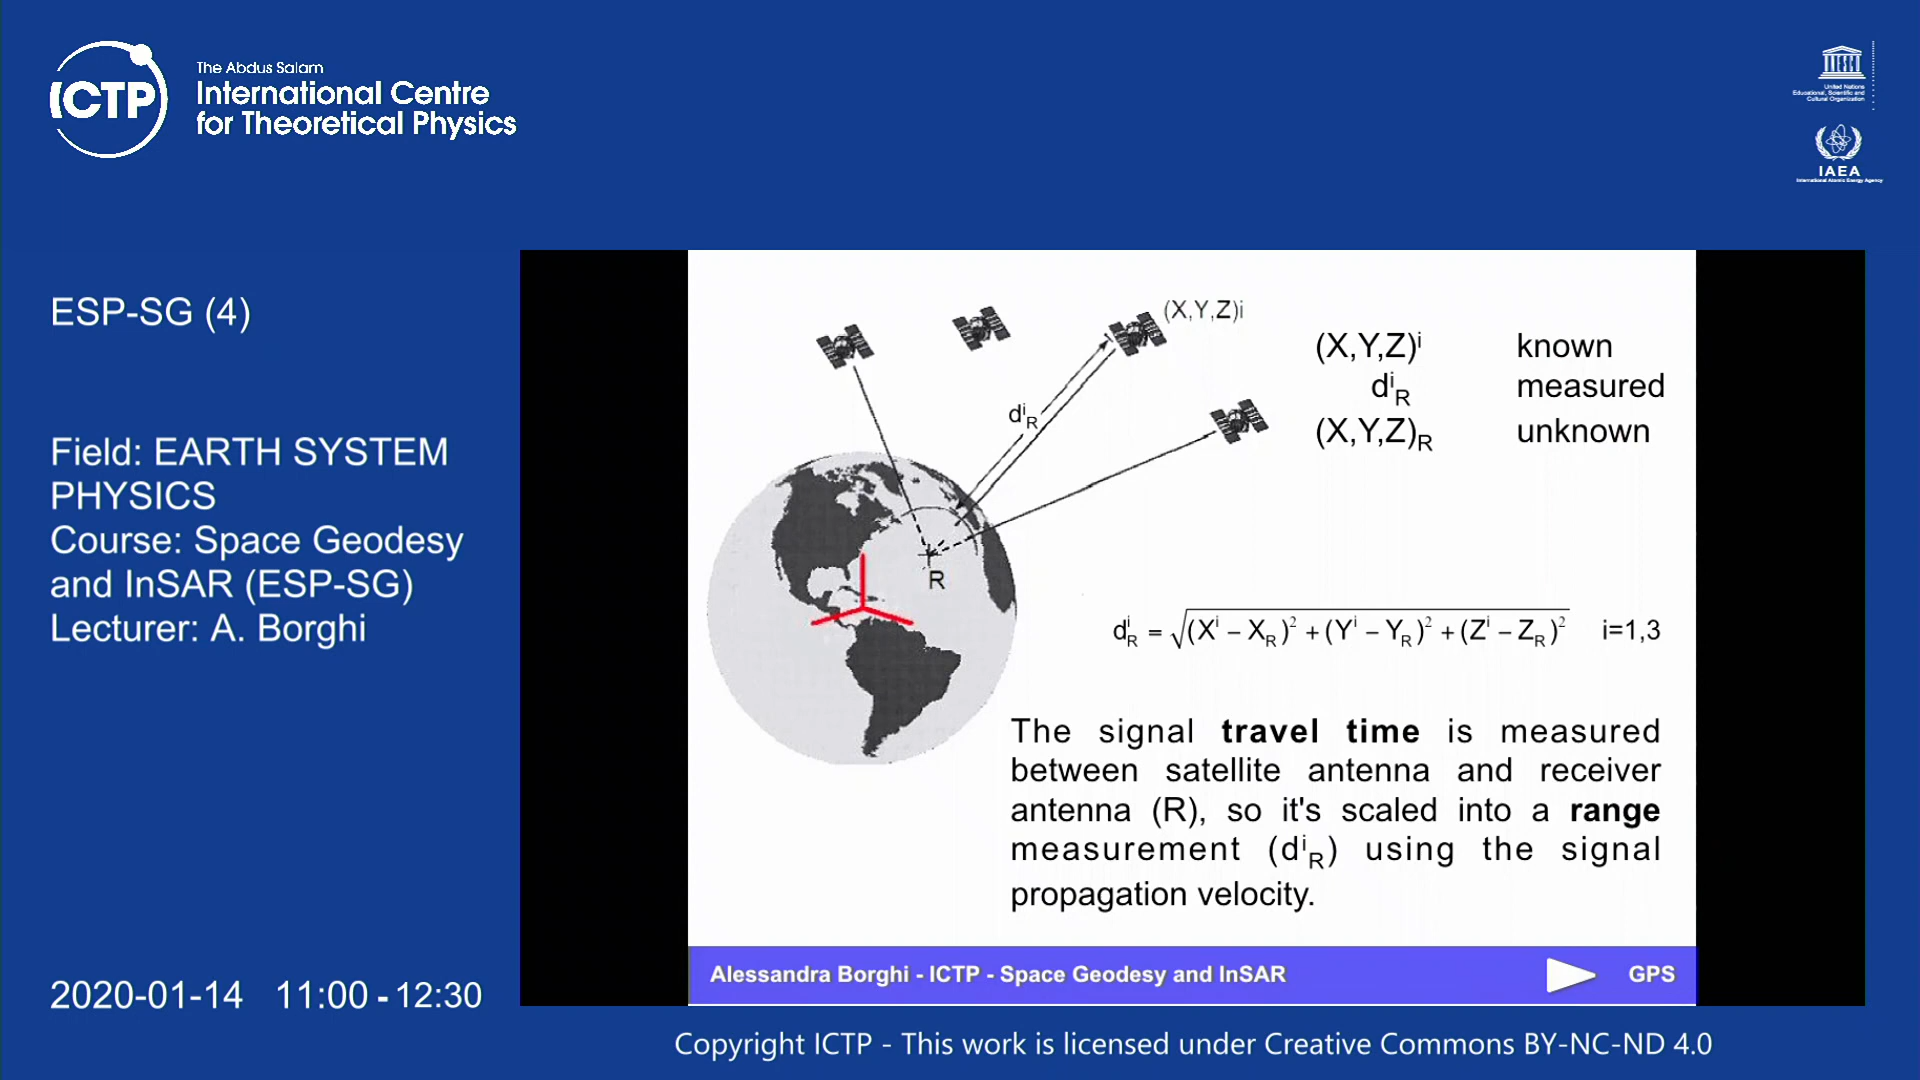 ICTP
The Abdus Salam
International Centre
for Theoretical Physics
United Nations
Educational, Scientific and
Cultural Organization
IAEA
International Atomic Energy Agency
ESP-SG (4)
Field: EARTH SYSTEM
PHYSICS
Course: Space Geodesy
and InSAR (ESP-SG)
Lecturer: A. Borghi
2020-01-14 11:00 - 12:30
(X,Y,Z)i
(X,Y,Z)ⁱ known
dⁱR measured
(X,Y,Z)R unknown
dⁱR
R
dⁱR = √(Xⁱ – XR)² + (Yⁱ – YR)² + (Zⁱ – ZR)² i=1,3
The signal travel time is measured
between satellite antenna and receiver
antenna (R), so it's scaled into a range
measurement (dⁱR) using the signal
propagation velocity.
Alessandra Borghi - ICTP - Space Geodesy and InSAR GPS
Copyright ICTP - This work is licensed under Creative Commons BY-NC-ND 4.0